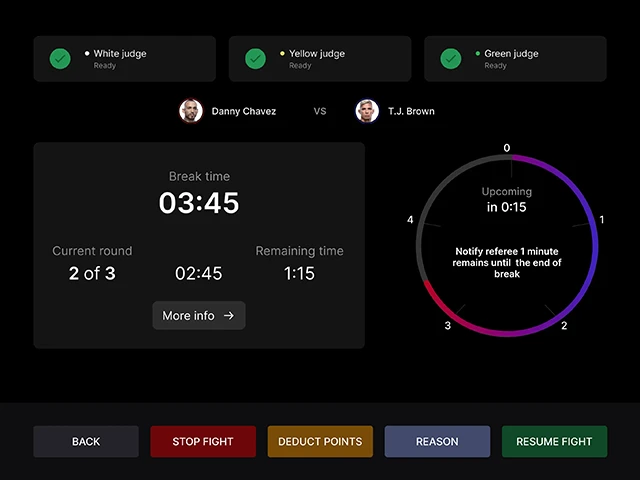 White judge
Ready
Yellow judge
Ready
Green judge
Ready
Danny Chavez
VS
T.J. Brown
Break time
03:45
Current round
2 of 3
02:45
Remaining time
1:15
More info →
0
1
2
3
4
Upcoming
in 0:15
Notify referee 1 minute
remains until the end of
break
BACK
STOP FIGHT
DEDUCT POINTS
REASON
RESUME FIGHT